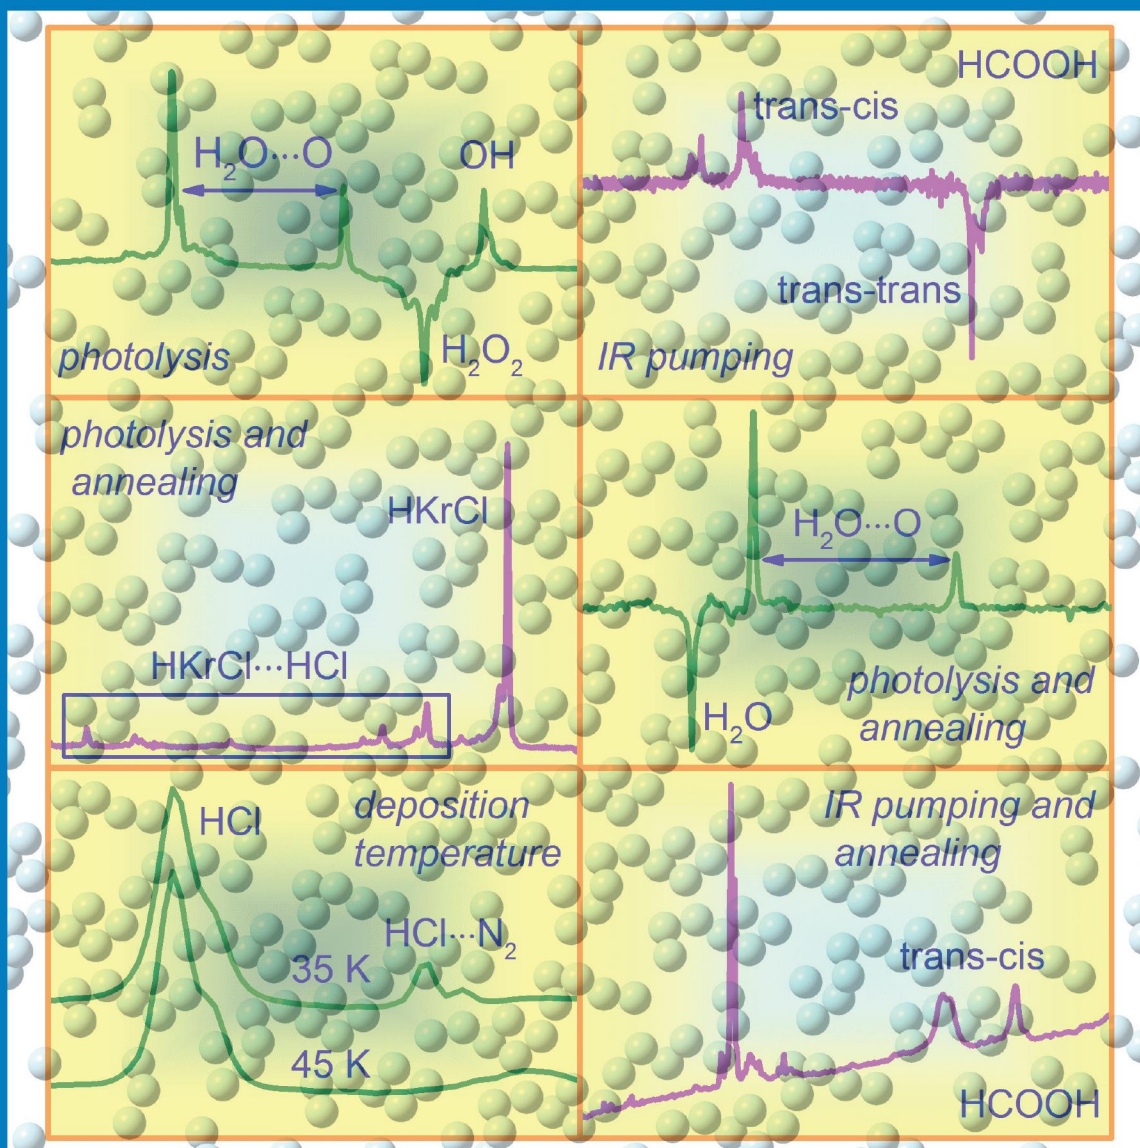 H₂O···O
OH
photolysis
H₂O₂
HCOOH
trans-cis
trans-trans
IR pumping
photolysis and
annealing
HKrCl
HKrCl···HCl
H₂O···O
photolysis and
annealing
H₂O
HCl
deposition
temperature
HCl···N₂
35 K
45 K
IR pumping and
annealing
trans-cis
HCOOH